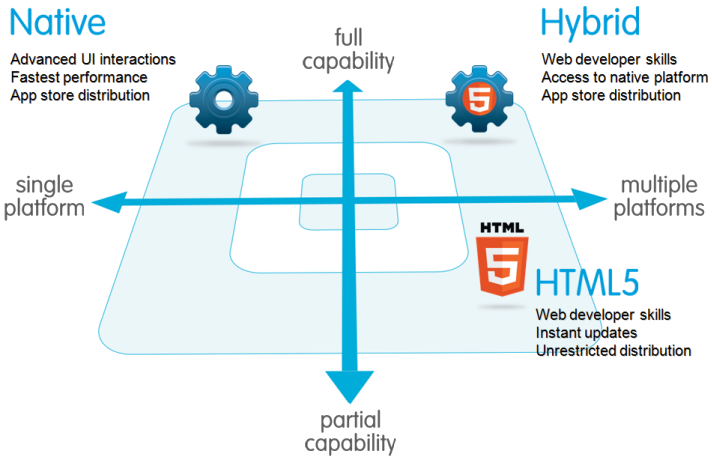 Native
Advanced UI interactions
Fastest performance
App store distribution
full
capability
Hybrid
Web developer skills
Access to native platform
App store distribution
5
single
platform
multiple
platforms
HTML
5
HTML5
Web developer skills
Instant updates
Unrestricted distribution
partial
capability